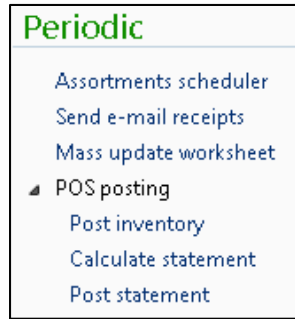 Periodic
Assortments scheduler
Send e-mail receipts
Mass update worksheet
POS posting
Post inventory
Calculate statement
Post statement